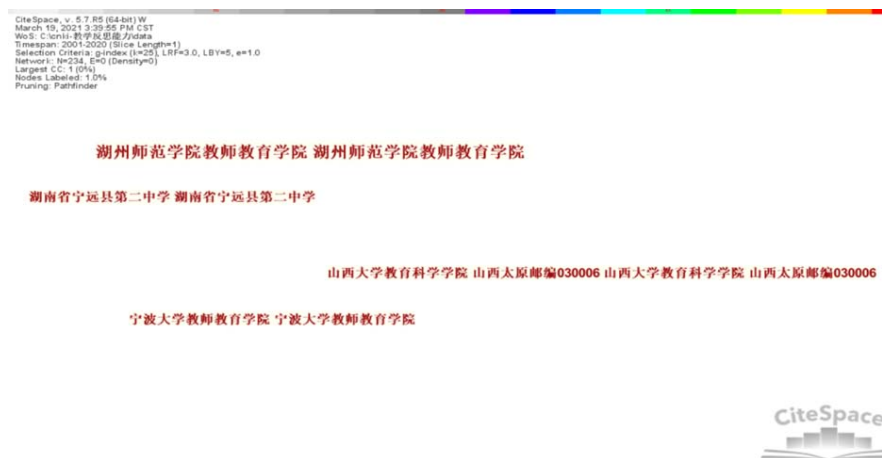 CiteSpace, v. 5.7.R5 (64-bit) W
March 19, 2021 3:39:55 PM CST
WoS: C:\cnki-教学反思能力\data
Timespan: 2001-2020 (Slice Length=1)
Selection Criteria: g-index (k=25), LRF=3.0, LBY=5, e=1.0
Network: N=234, E=0 (Density=0)
Largest CC: 1 (0%)
Nodes Labeled: 1.0%
Pruning: Pathfinder
湖州师范学院教师教育学院 湖州师范学院教师教育学院
湖南省宁远县第二中学 湖南省宁远县第二中学
山西大学教育科学学院 山西太原邮编030006 山西大学教育科学学院 山西太原邮编030006
宁波大学教师教育学院 宁波大学教师教育学院
CiteSpace